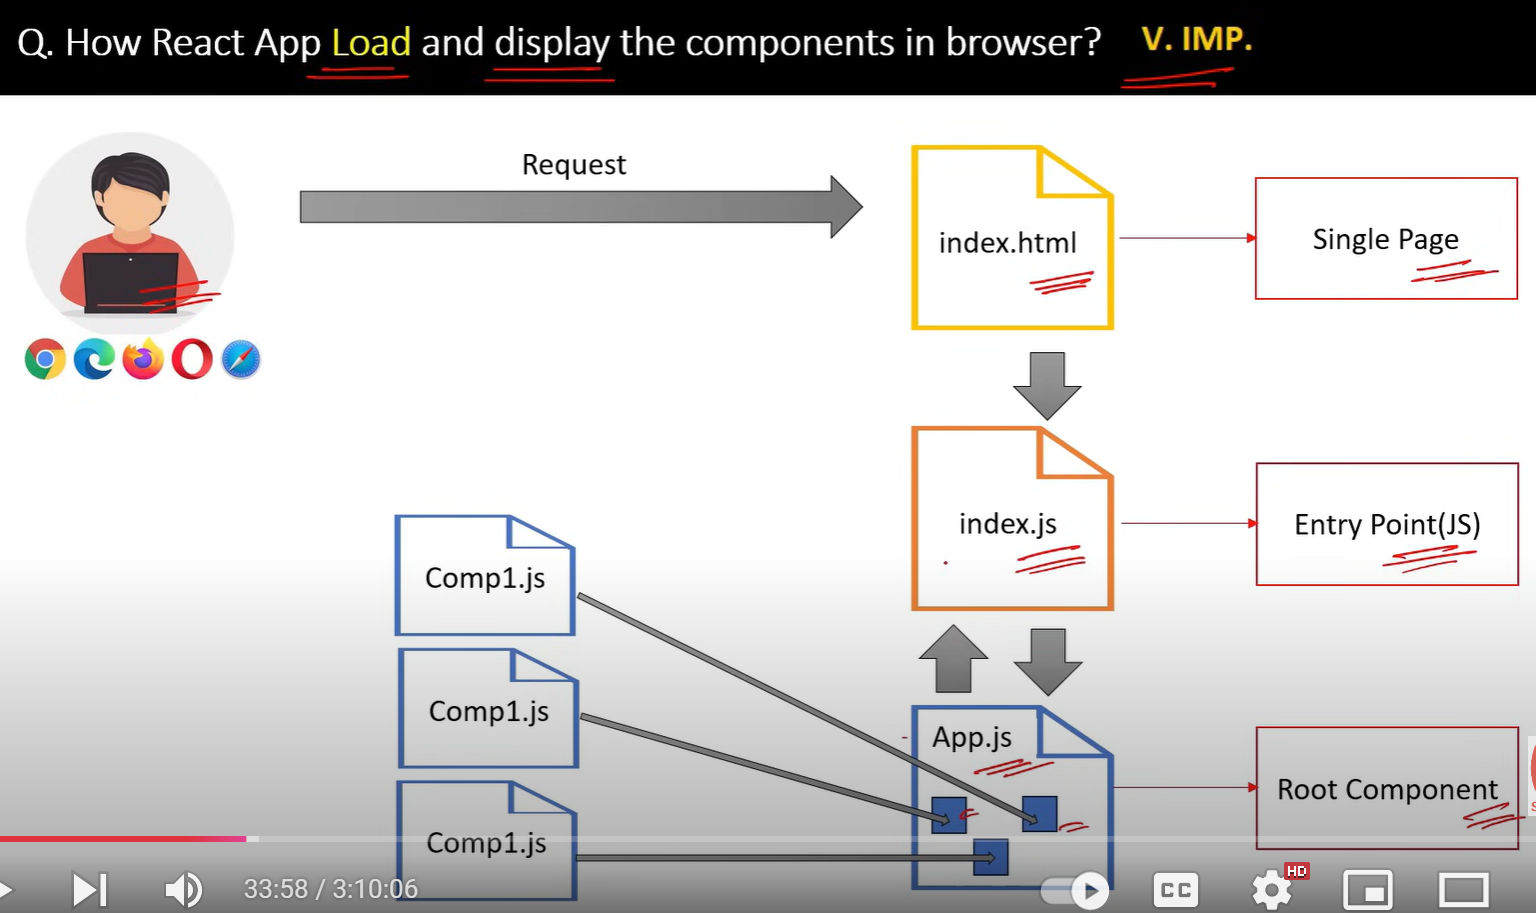 Q. How React App Load and display the components in browser? V. IMP.
Request
index.html
Single Page
index.js
Entry Point(JS)
Comp1.js
Comp1.js
App.js
Root Component
Comp1.js
33:58 / 3:10:06
CC
HD